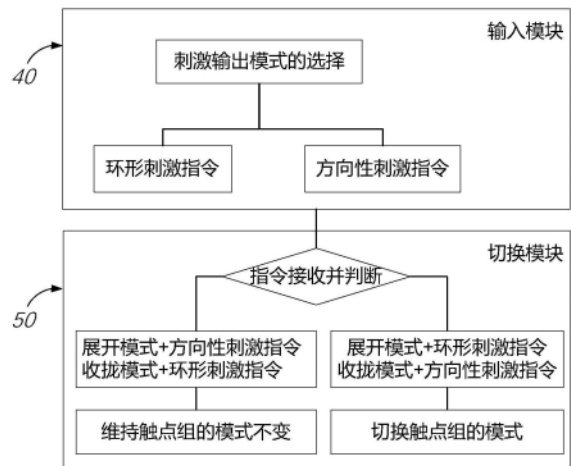 输入模块
40
刺激输出模式的选择
环形刺激指令
方向性刺激指令
切换模块
50
指令接收并判断
展开模式+方向性刺激指令
收拢模式+环形刺激指令
展开模式+环形刺激指令
收拢模式+方向性刺激指令
维持触点组的模式不变
切换触点组的模式